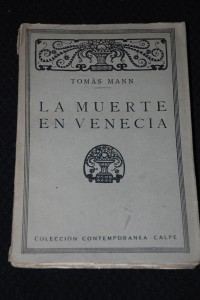 TOMÁS MANN
LA MUERTE
EN VENECIA
COLECCIÓN CONTEMPORÁNEA CALPE